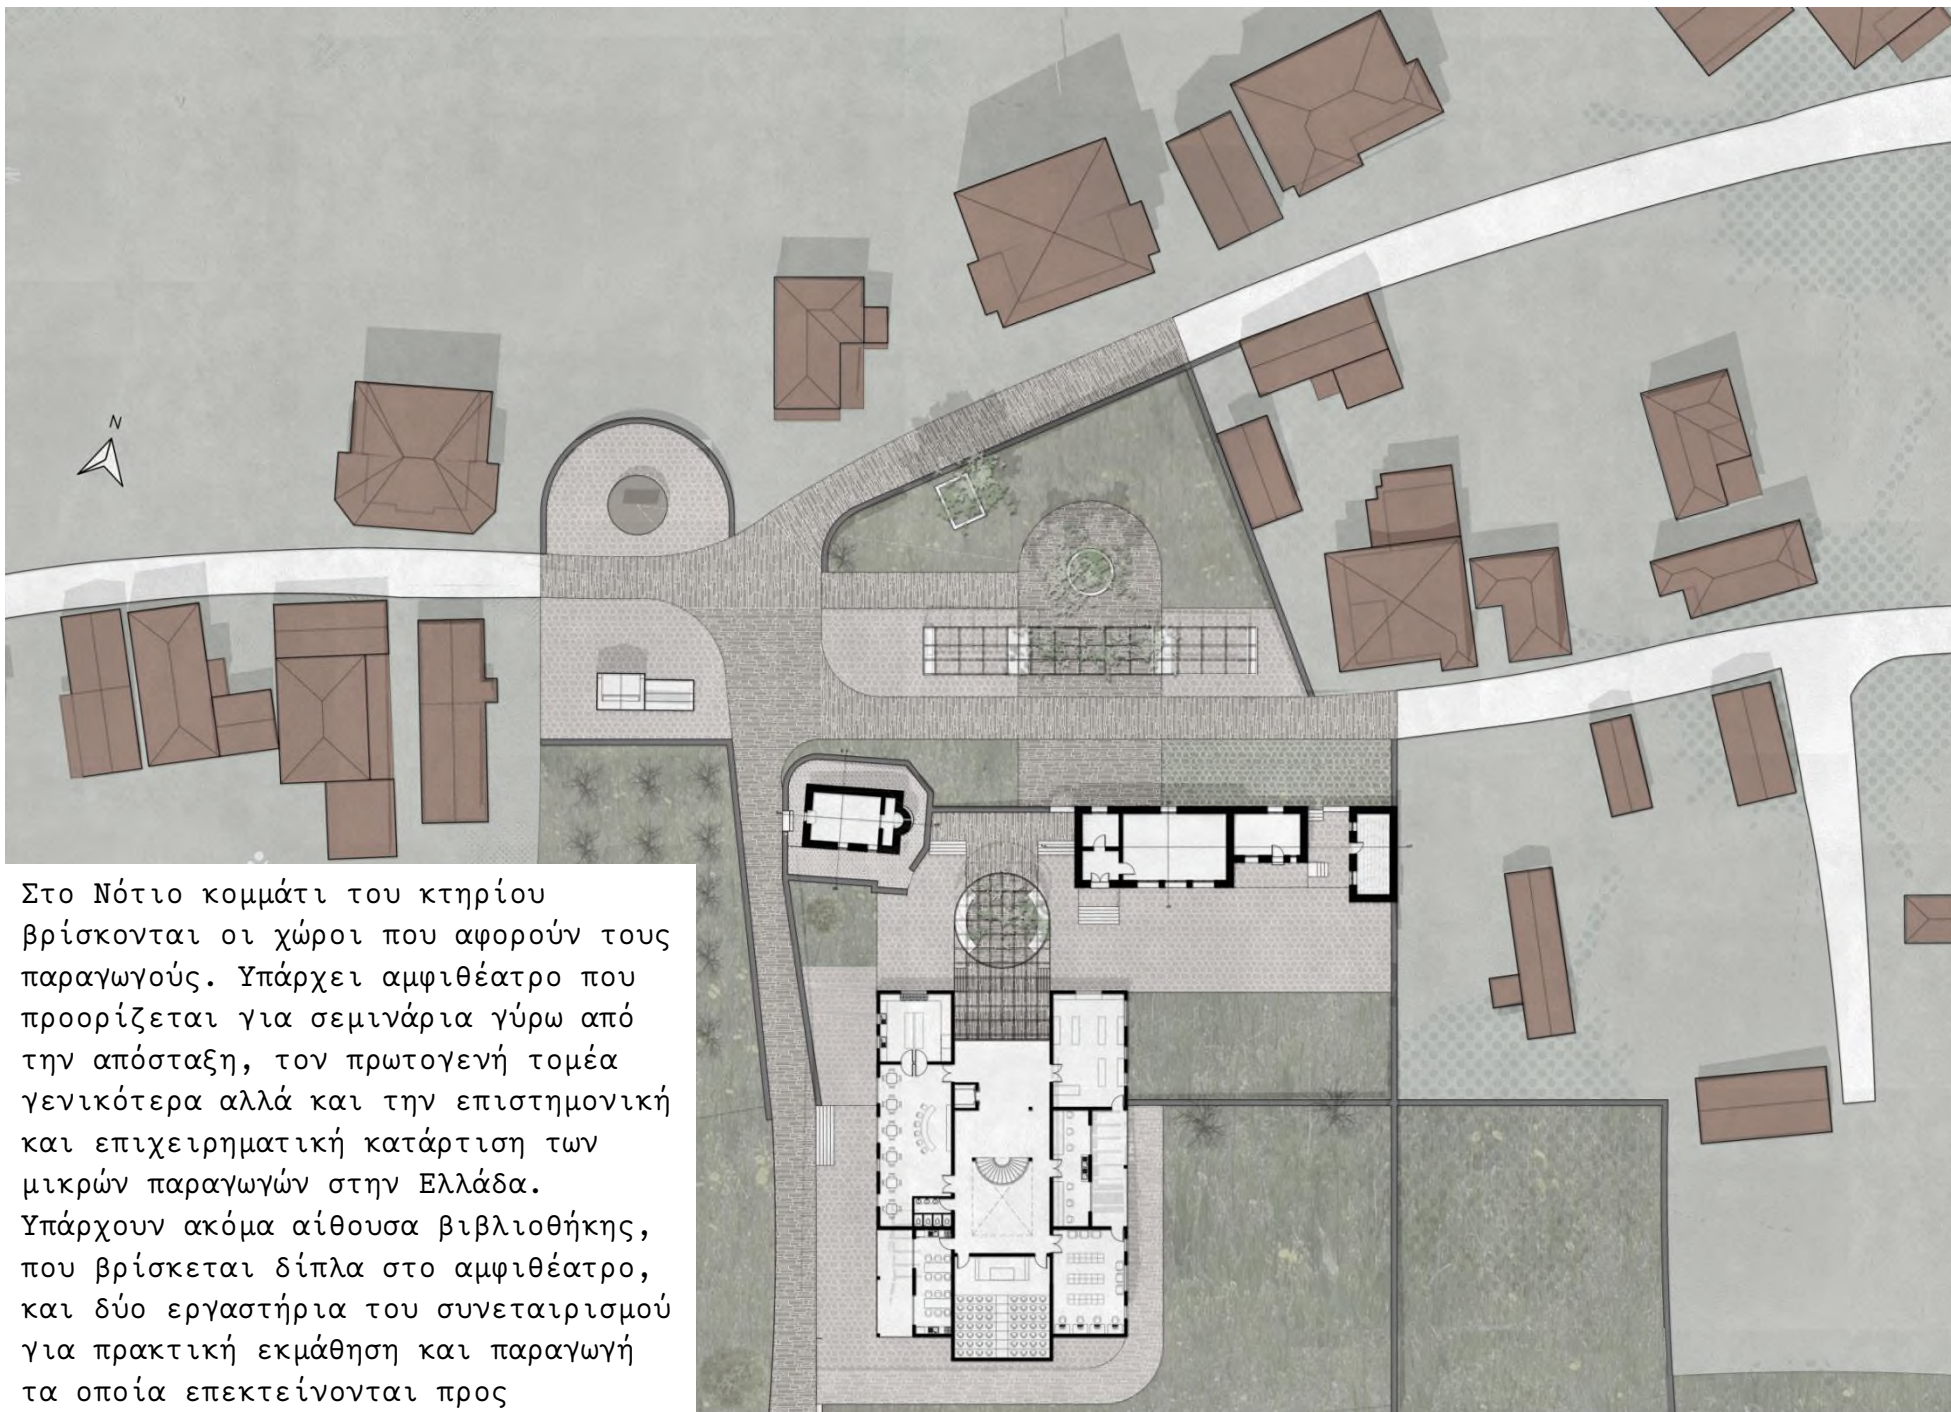 N
Στο Νότιο κομμάτι του κτηρίου
βρίσκονται οι χώροι που αφορούν τους
παραγωγούς. Υπάρχει αμφιθέατρο που
προορίζεται για σεμινάρια γύρω από
την απόσταξη, τον πρωτογενή τομέα
γενικότερα αλλά και την επιστημονική
και επιχειρηματική κατάρτιση των
μικρών παραγωγών στην Ελλάδα.
Υπάρχουν ακόμα αίθουσα βιβλιοθήκης,
που βρίσκεται δίπλα στο αμφιθέατρο,
και δύο εργαστήρια του συνεταιρισμού
για πρακτική εκμάθηση και παραγωγή
τα οποία επεκτείνονται προς